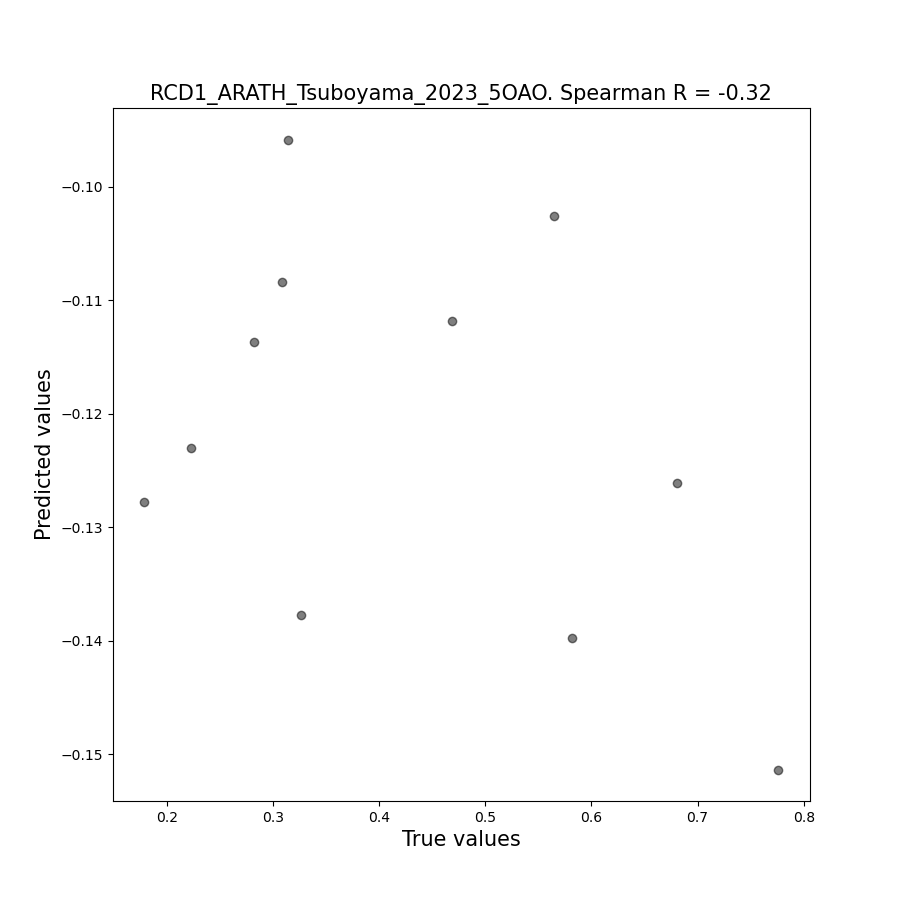 RCD1_ARATH_Tsuboyama_2023_5OAO. Spearman R = -0.32
−0.10
−0.11
−0.12
−0.13
−0.14
−0.15
Predicted values
0.2 0.3 0.4 0.5 0.6 0.7 0.8
True values